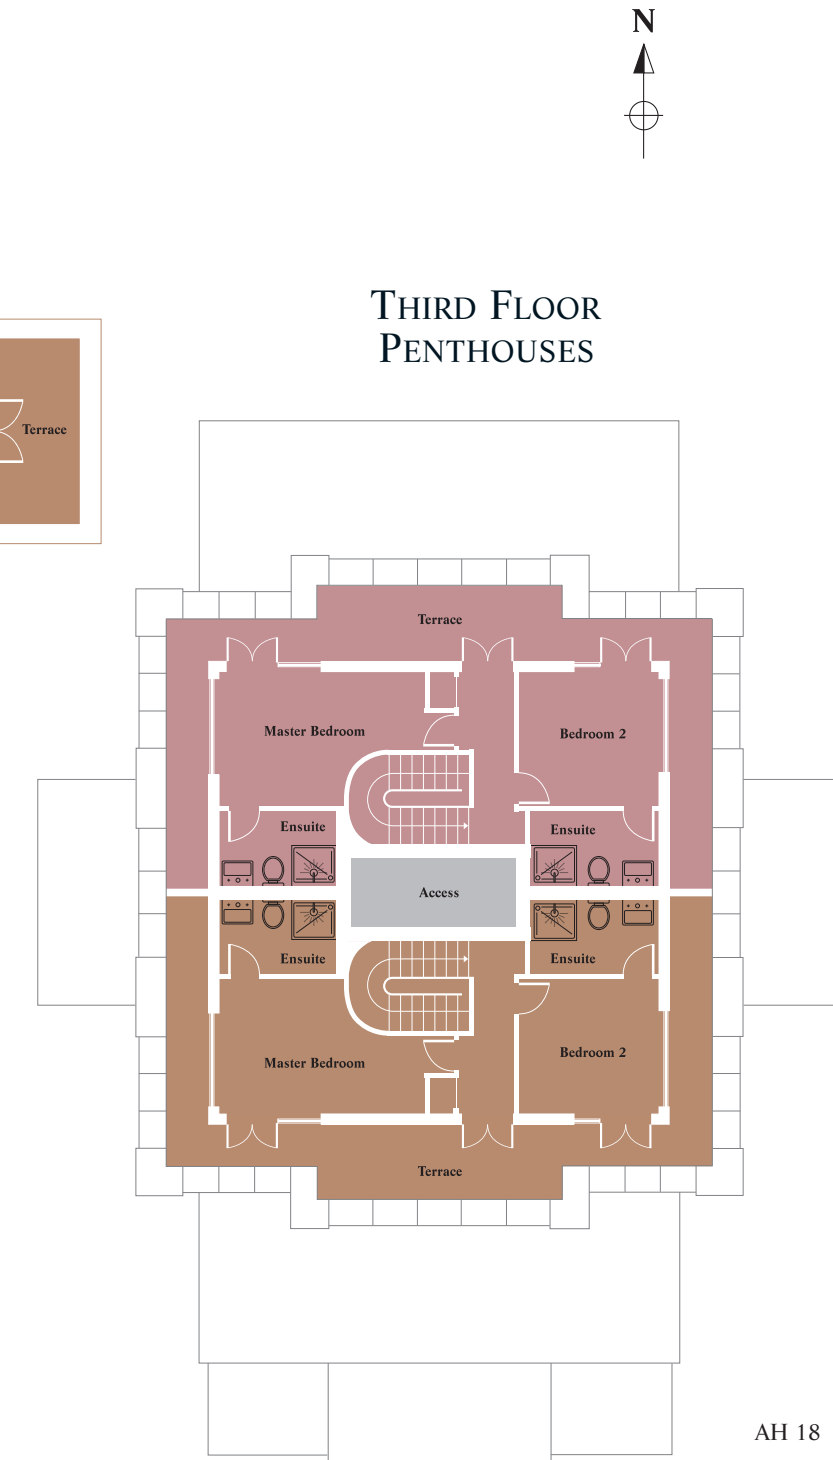 N
THIRD FLOOR
PENTHOUSES
Terrace
Terrace
Master Bedroom
Bedroom 2
Ensuite
Ensuite
Access
Ensuite
Ensuite
Master Bedroom
Bedroom 2
Terrace
AH 18